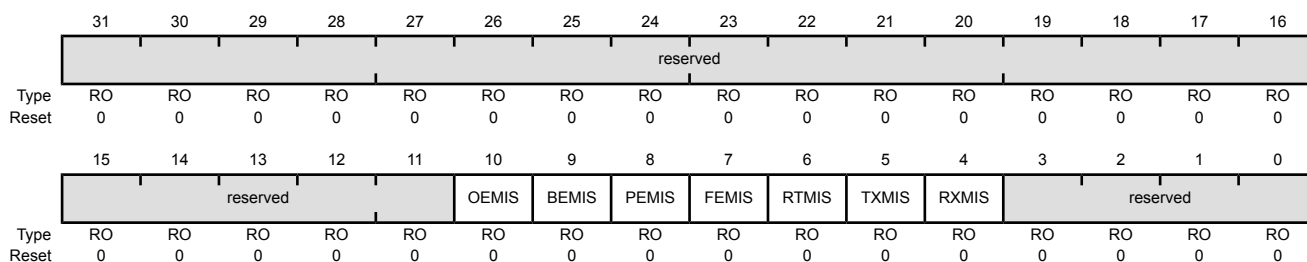 31 30 29 28 27 26 25 24 23 22 21 20 19 18 17 16
reserved
Type RO RO RO RO RO RO RO RO RO RO RO RO RO RO RO RO
Reset 0 0 0 0 0 0 0 0 0 0 0 0 0 0 0 0
15 14 13 12 11 10 9 8 7 6 5 4 3 2 1 0
reserved OEMIS BEMIS PEMIS FEMIS RTMIS TXMIS RXMIS reserved
Type RO RO RO RO RO RO RO RO RO RO RO RO RO RO RO RO
Reset 0 0 0 0 0 0 0 0 0 0 0 0 0 0 0 0